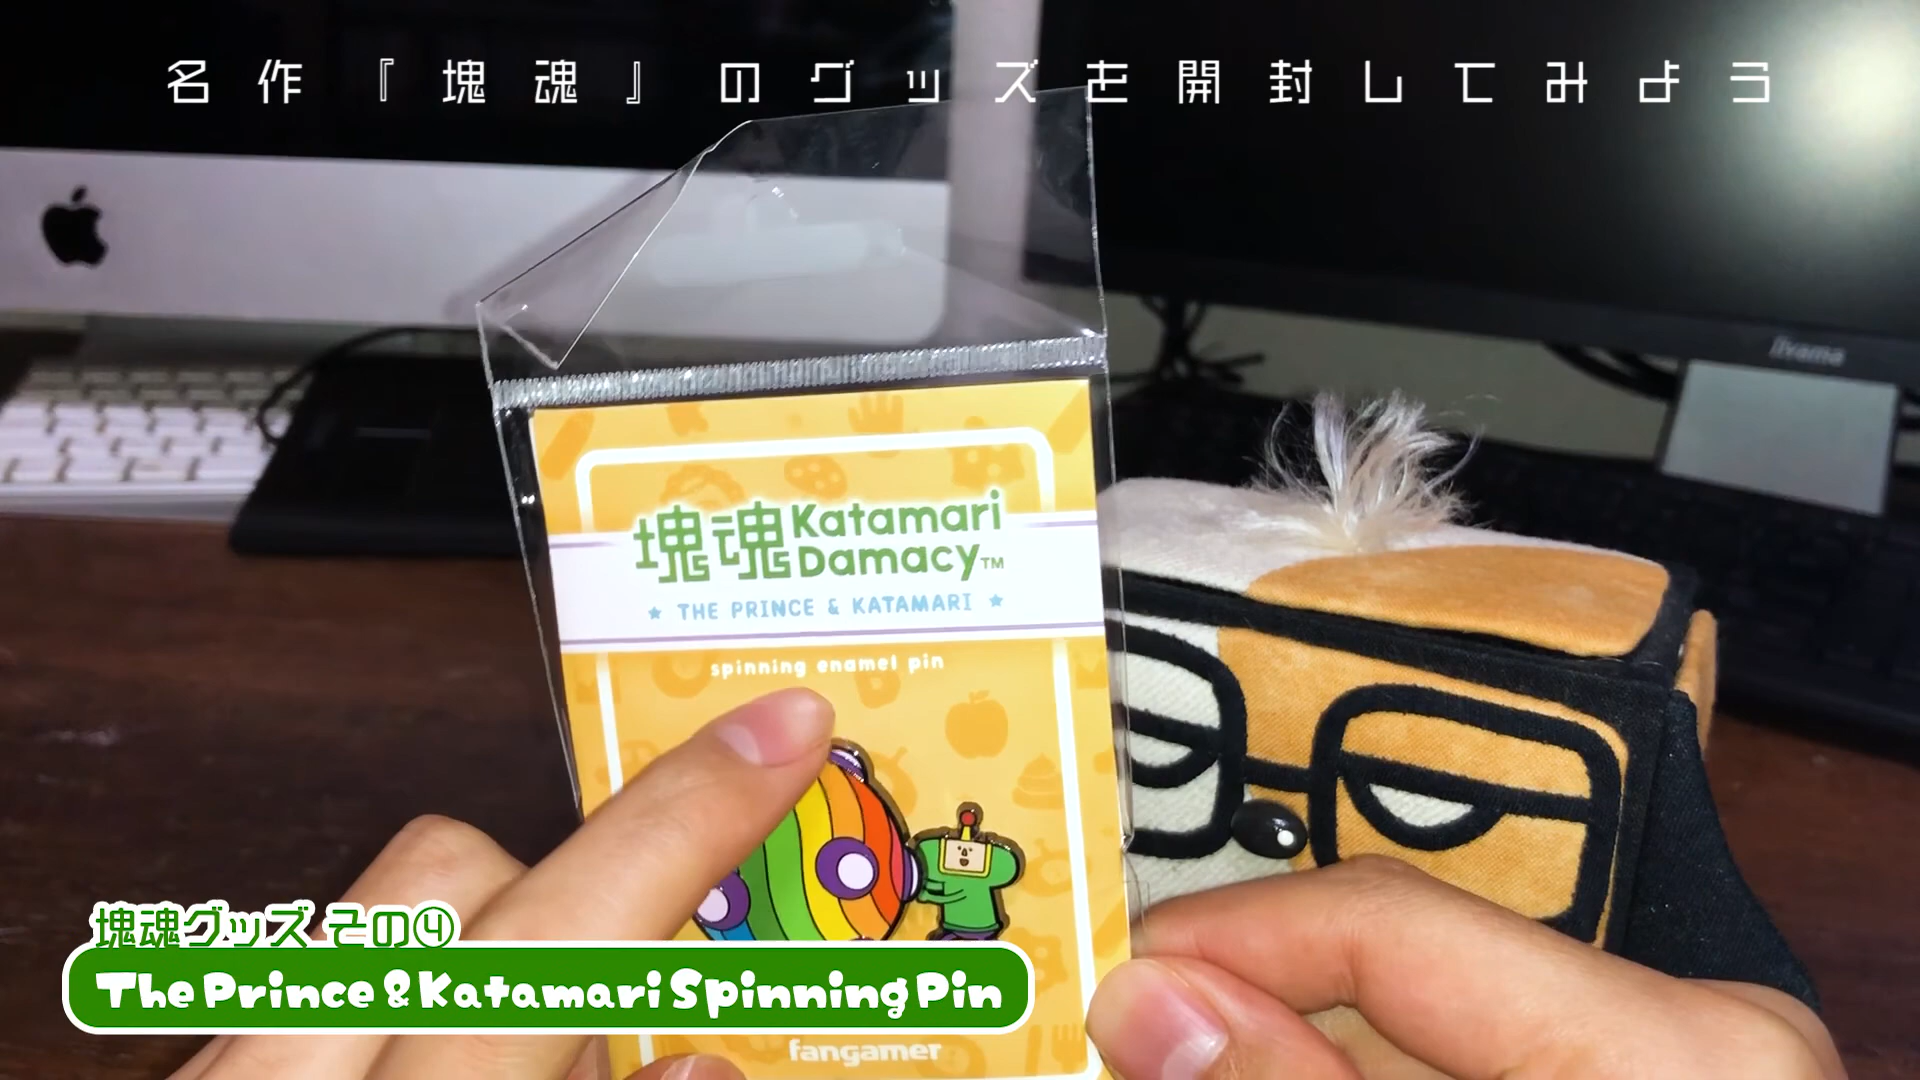 名作『塊魂』のグッズを開封してみよう
iiyama
塊魂 Katamari Damacy™
★ THE PRINCE & KATAMARI ★
spinning enamel pin
塊魂グッズ その④
The Prince & Katamari Spinning Pin
fangamer